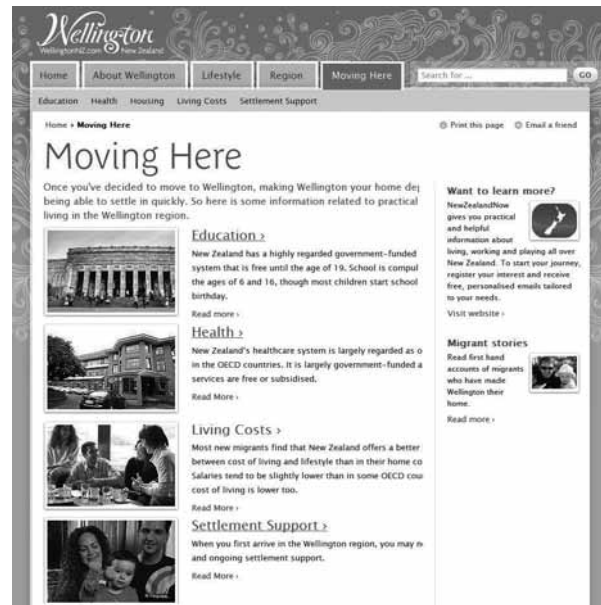 Wellington
WellingtonNZ.com New Zealand
Home About Wellington Lifestyle Region Moving Here Search for ... GO
Education Health Housing Living Costs Settlement Support
Home » Moving Here
Print this page Email a friend
Moving Here
Once you've decided to move to Wellington, making Wellington your home
being able to settle in quickly. So here is some information related to practical
living in the Wellington region.
Education ›
New Zealand has a highly regarded government-funded
system that is free until the age of 19. School is
the ages of 6 and 16, though most children start school
birthday.
Read more ›
Health ›
New Zealand's healthcare system is largely regarded as
in the OECD countries. It is largely government-funded
services are free or subsidised.
Read More ›
Living Costs ›
Most new migrants find that New Zealand offers a better
between cost of living and lifestyle than in their home
Salaries tend to be slightly lower than in some OECD
cost of living is lower too.
Read More ›
Settlement Support ›
When you first arrive in the Wellington region, you may
and ongoing settlement support.
Read More ›
Want to learn more?
NewZealandNow
gives you practical
and helpful
information about
living, working and playing all over
New Zealand. To start your journey,
register your interest and receive
free, personalised emails tailored
to your needs.
Visit website ›
Migrant stories
Read first hand
accounts of migrants
who have made
Wellington their
home.
Read more ›